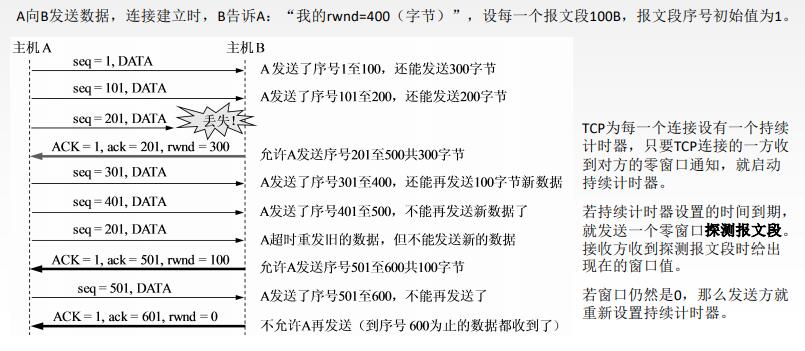 A向B发送数据，连接建立时，B告诉A：“我的rwnd=400（字节）”，设每一个报文段100B，报文段序号初始值为1。
主机A
主机B
seq = 1, DATA
A发送了序号1至100，还能发送300字节
seq = 101, DATA
A发送了序号101至200，还能发送200字节
seq = 201, DATA
丢失!
ACK = 1, ack = 201, rwnd = 300
允许A发送序号201至500共300字节
seq = 301, DATA
A发送了序号301至400，还能再发送100字节新数据
seq = 401, DATA
A发送了序号401至500，不能再发送新数据了
seq = 201, DATA
A超时重发旧的数据，但不能发送新的数据
ACK = 1, ack = 501, rwnd = 100
允许A发送序号501至600共100字节
seq = 501, DATA
A发送了序号501至600，不能再发送了
ACK = 1, ack = 601, rwnd = 0
不允许A再发送（到序号 600为止的数据都收到了）
TCP为每一个连接设有一个持续
计时器，只要TCP连接的一方收
到对方的零窗口通知，就启动
持续计时器。
若持续计时器设置的时间到期，
就发送一个零窗口探测报文段。
接收方收到探测报文段时给出
现在的窗口值。
若窗口仍然是0，那么发送方就
重新设置持续计时器。